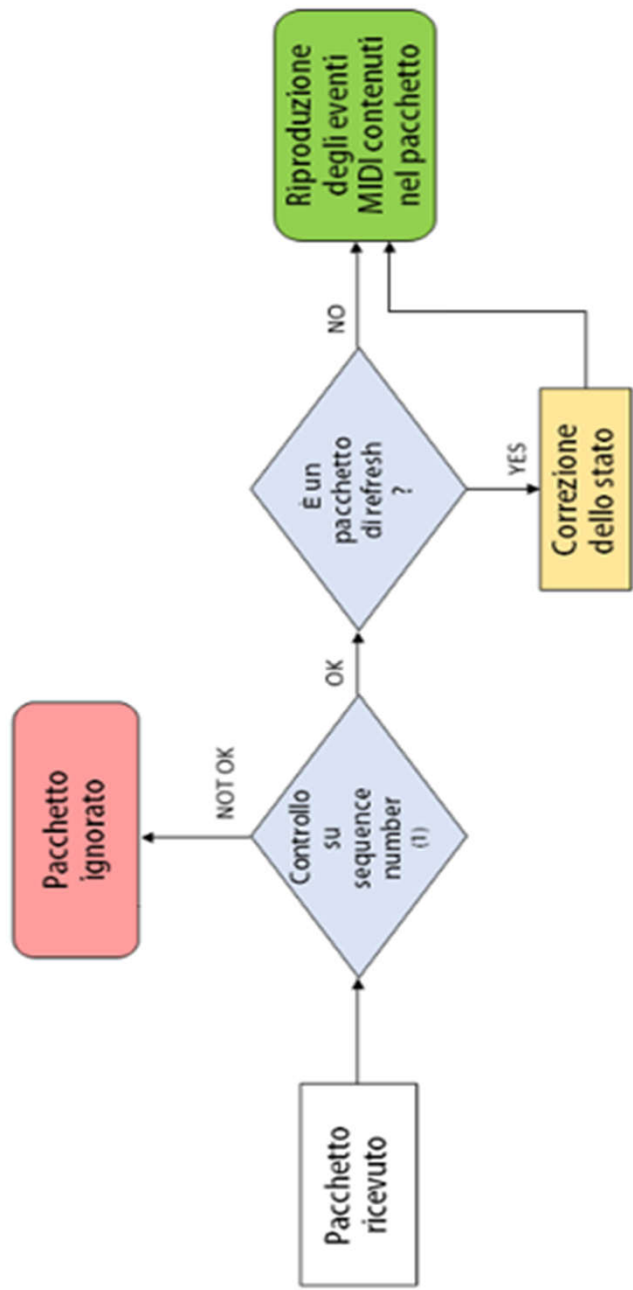 Pacchetto
ricevuto
Controllo
su
sequence
number
(1)
NOT OK
Pacchetto
ignorato
OK
È un
pacchetto
di refresh
?
YES
Correzione
dello stato
NO
Riproduzione
degli eventi
MIDI contenuti
nel pacchetto